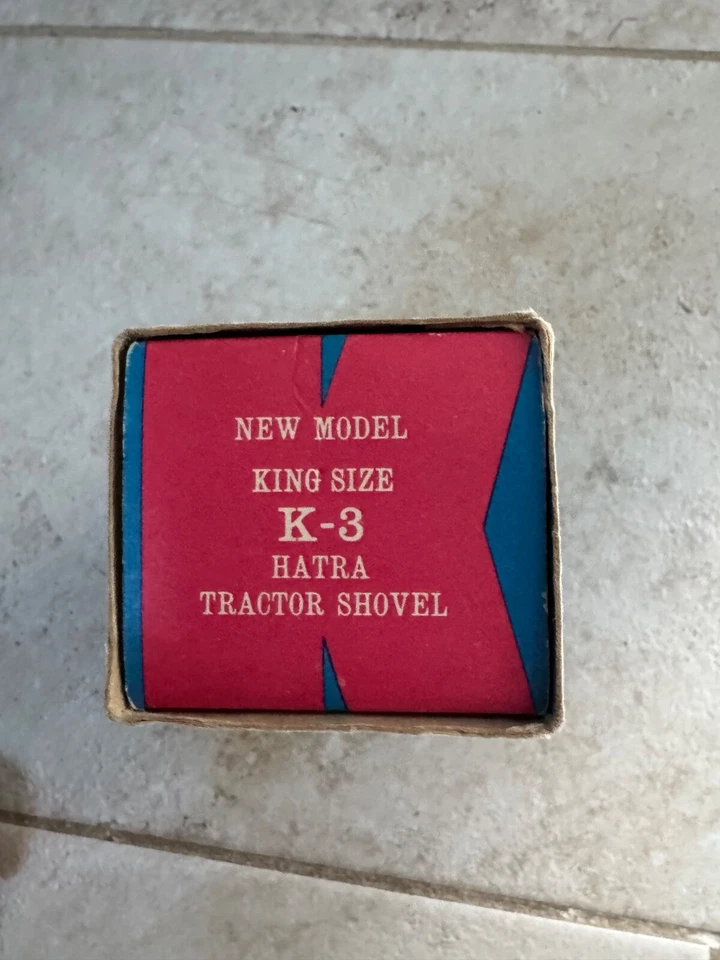 NEW MODEL
KING SIZE
K-3
HATRA
TRACTOR SHOVEL